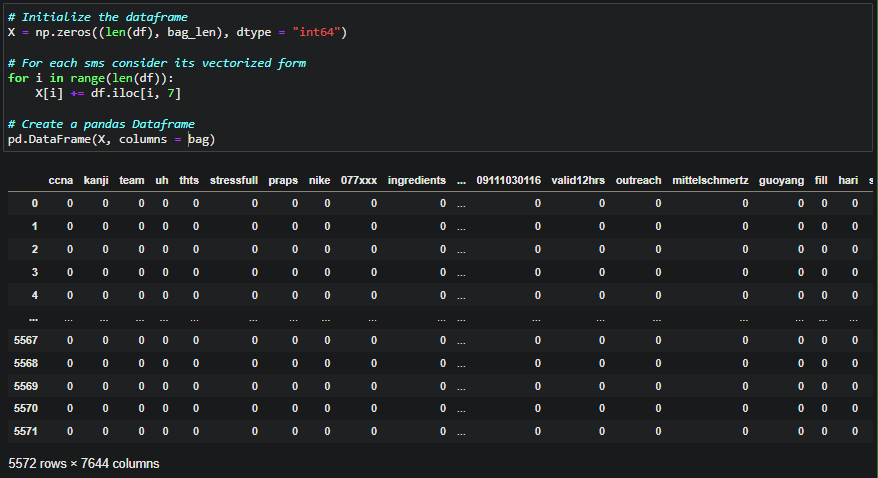 # Initialize the dataframe
X = np.zeros((len(df), bag_len), dtype = "int64")
# For each sms consider its vectorized form
for i in range(len(df)):
    X[i] += df.iloc[i, 7]
# Create a pandas Dataframe
pd.DataFrame(X, columns = bag)
ccna kanji team uh thts stressfull praps nike 077xxx ingredients ... 09111030116 valid12hrs outreach mittelschmertz guoyang fill hari s
0 0 0 0 0 0 0 0 0 0 0 ... 0 0 0 0 0 0 0
1 0 0 0 0 0 0 0 0 0 0 ... 0 0 0 0 0 0 0
2 0 0 0 0 0 0 0 0 0 0 ... 0 0 0 0 0 0 0
3 0 0 0 0 0 0 0 0 0 0 ... 0 0 0 0 0 0 0
4 0 0 0 0 0 0 0 0 0 0 ... 0 0 0 0 0 0 0
... ... ... ... ... ... ... ... ... ... ... ... ... ... ... ... ... ... ...
5567 0 0 0 0 0 0 0 0 0 0 ... 0 0 0 0 0 0 0
5568 0 0 0 0 0 0 0 0 0 0 ... 0 0 0 0 0 0 0
5569 0 0 0 0 0 0 0 0 0 0 ... 0 0 0 0 0 0 0
5570 0 0 0 0 0 0 0 0 0 0 ... 0 0 0 0 0 0 0
5571 0 0 0 0 0 0 0 0 0 0 ... 0 0 0 0 0 0 0
5572 rows × 7644 columns